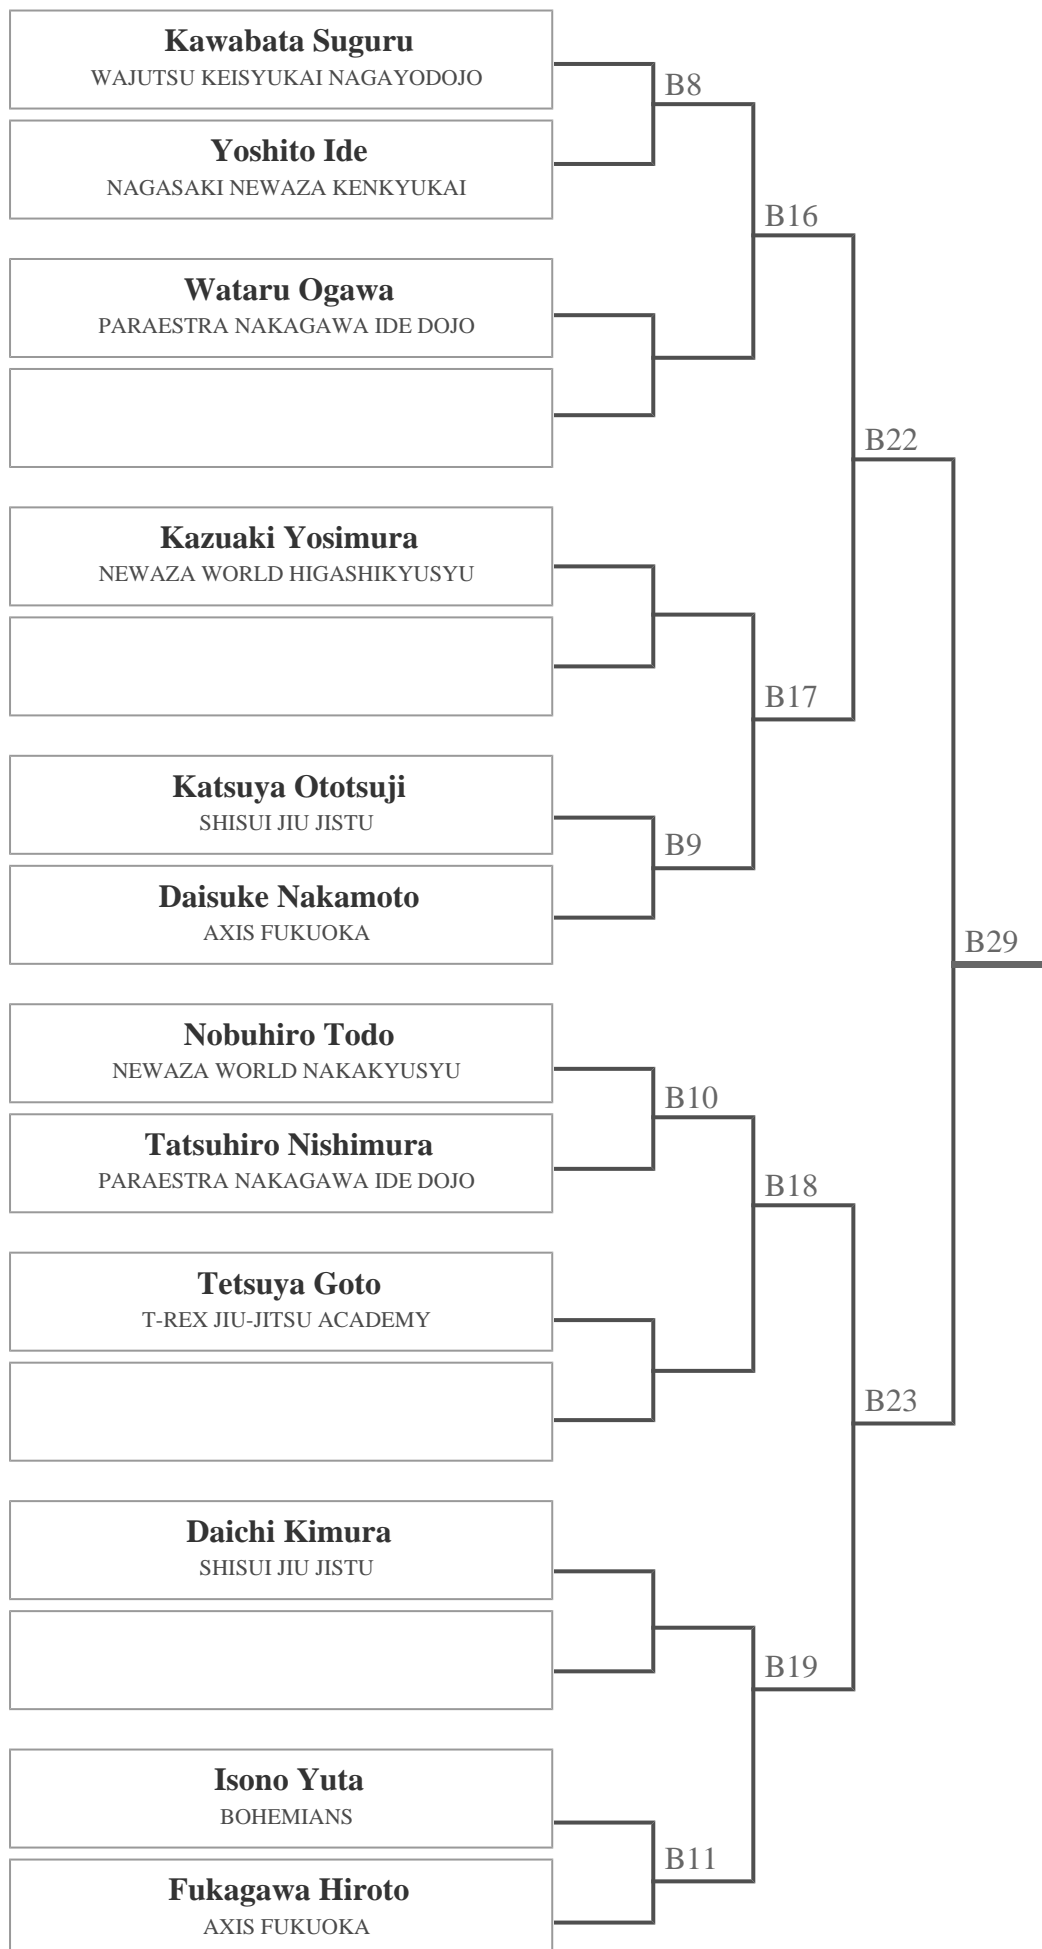 Kawabata Suguru
WAJUTSU KEISYUKAI NAGAYODOJO
B8
Yoshito Ide
NAGASAKI NEWAZA KENKYUKAI
B16
Wataru Ogawa
PARAESTRA NAKAGAWA IDE DOJO
B22
Kazuaki Yosimura
NEWAZA WORLD HIGASHIKYUSYU
B17
Katsuya Ototsuji
SHISUI JIU JISTU
B9
Daisuke Nakamoto
AXIS FUKUOKA
B29
Nobuhiro Todo
NEWAZA WORLD NAKAKYUSYU
B10
Tatsuhiro Nishimura
PARAESTRA NAKAGAWA IDE DOJO
B18
Tetsuya Goto
T-REX JIU-JITSU ACADEMY
B23
Daichi Kimura
SHISUI JIU JISTU
B19
Isono Yuta
BOHEMIANS
B11
Fukagawa Hiroto
AXIS FUKUOKA